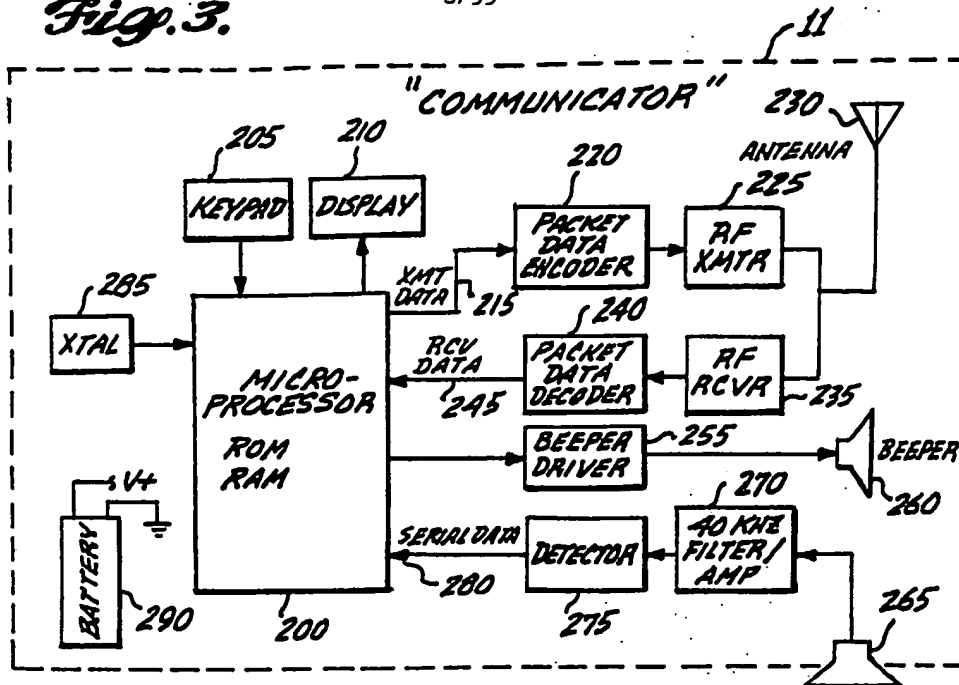 Fig. 3.
11
"COMMUNICATOR"
230
ANTENNA
205
KEYPAD
210
DISPLAY
220
PACKET
DATA
ENCODER
225
RF
XMTR
XMT
DATA
215
285
XTAL
MICRO-
PROCESSOR
ROM
RAM
200
RCV
DATA
245
240
PACKET
DATA
DECODER
RF
RCVR
235
BEEPER
DRIVER
255
BEEPER
260
270
40 KHZ
FILTER/
AMP
SERIAL DATA
280
DETECTOR
275
265
V+
BATTERY
290